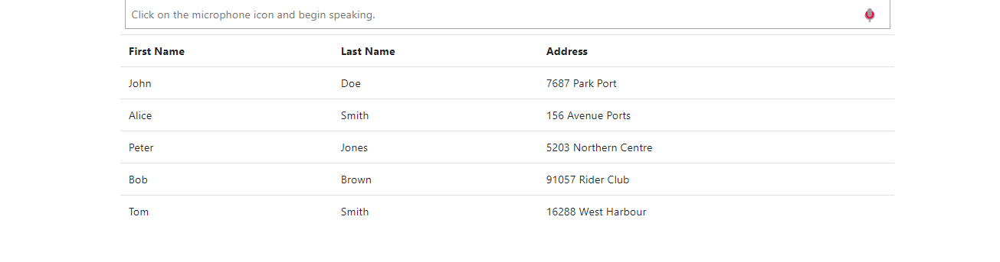 Click on the microphone icon and begin speaking.
First Name Last Name Address
John Doe 7687 Park Port
Alice Smith 156 Avenue Ports
Peter Jones 5203 Northern Centre
Bob Brown 91057 Rider Club
Tom Smith 16288 West Harbour